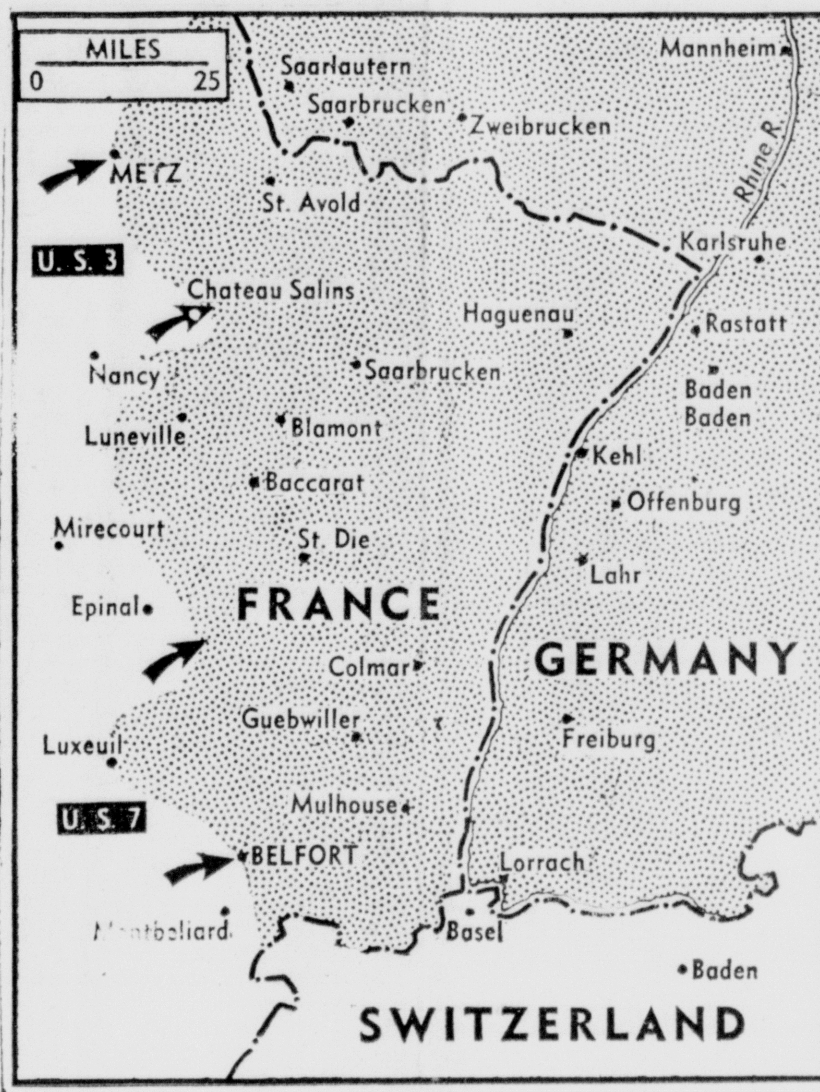 MILES
0 25
Mannheim
Saarlautern
Saarbrucken
Zweibrucken
Rhine R.
METZ
St. Avold
U. S. 3
Karlsruhe
Chateau Salins
Haguenau
Rastatt
Nancy
Saarbrucken
Baden
Baden
Luneville
Blamont
Kehl
Baccarat
Offenburg
Mirecourt
St. Die
Lahr
Epinal
FRANCE
GERMANY
Colmar
Guebwiller
Freiburg
Luxeuil
Mulhouse
U. S. 7
BELFORT
Lorrach
Montbeliard
Basel
Baden
SWITZERLAND